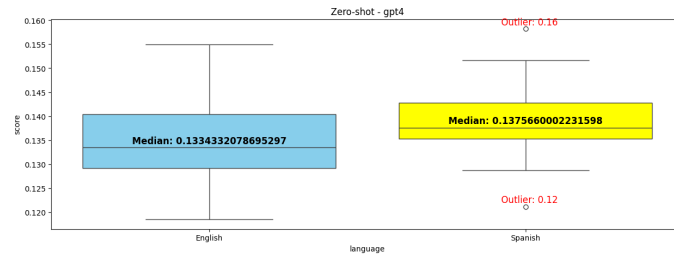 Zero-shot - gpt4
0.160
0.155
0.150
0.145
0.140
0.135
0.130
0.125
0.120
score
Outlier: 0.16
Median: 0.1334332078695297
Median: 0.1375660002231598
Outlier: 0.12
English
Spanish
language